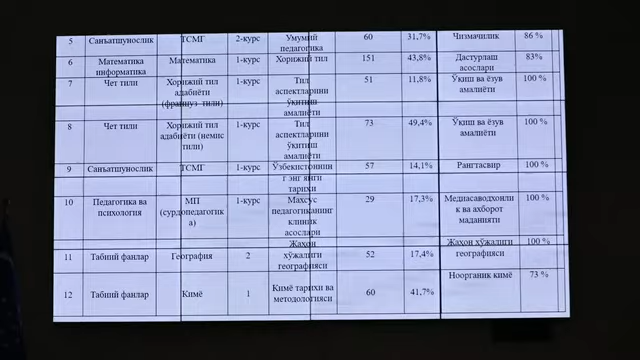 5 Санъатшунослик ТСМГ 2-курс Умумий педагогика 60 31,7% Чизмачилик 86 %
6 Математика информатика Математика 1-курс Хорижий тил 151 43,8% Дастурлаш асослари 83%
7 Чет тили Хорижий тил адабиёти (француз тили) 1-курс Тил аспектларини ўқитиш амалиёти 51 11,8% Ўқиш ва ёзув амалиёти 100 %
8 Чет тили Хорижий тил адабиёти (немис тили) 1-курс Тил аспектларини ўқитиш амалиёти 73 49,4% Ўқиш ва ёзув амалиёти 100 %
9 Санъатшунослик ТСМГ 1-курс Ўзбекистоннинг энг янги тарихи 57 14,1% Рангтасвир 100 %
10 Педагогика ва психология МП (сурдопедагогика) 1-курс Махсус педагогиканинг клиник асослари 29 17,3% Медиасаводхонлик ва ахборот маданияти 100 %
11 Табиий фанлар География 2 Жаҳон хўжалиги географияси 52 17,4% Жаҳон хўжалиги географияси 100 %
12 Табиий фанлар Кимё 1 Кимё тарихи ва методологияси 60 41,7% Ноорганик кимё 73 %